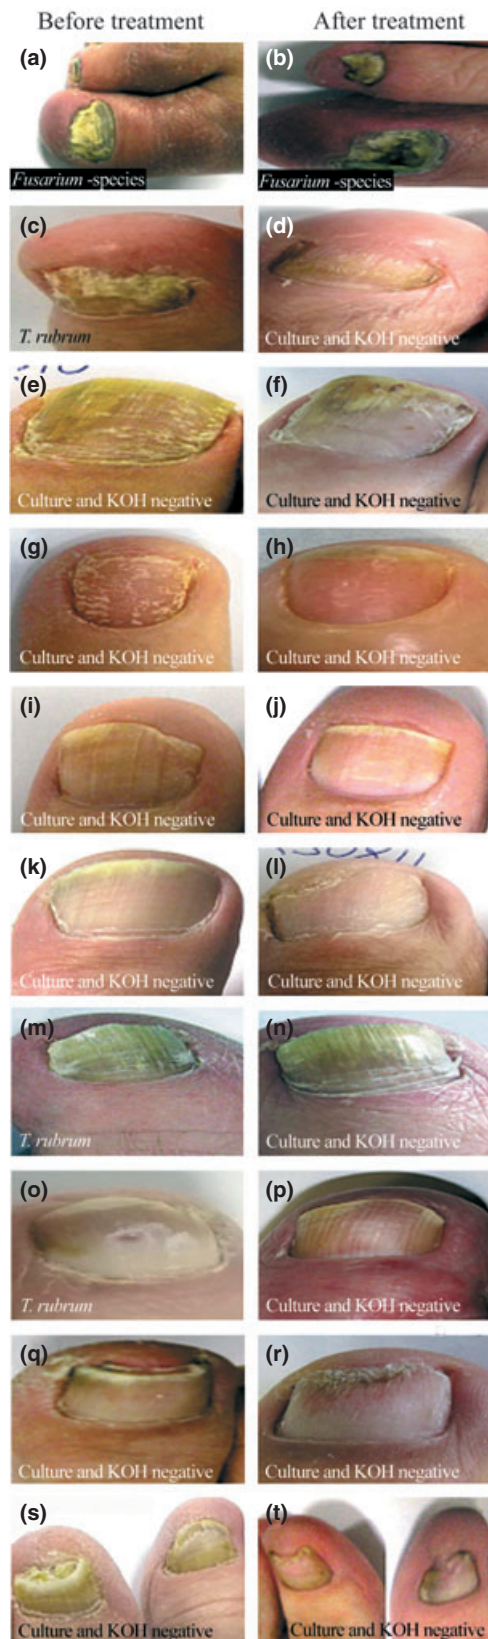 Before treatment After treatment
(a) (b)
Fusarium -species Fusarium -species
(c) (d)
T. rubrum Culture and KOH negative
(e) (f)
Culture and KOH negative Culture and KOH negative
(g) (h)
Culture and KOH negative Culture and KOH negative
(i) (j)
Culture and KOH negative Culture and KOH negative
(k) (l)
Culture and KOH negative Culture and KOH negative
(m) (n)
T. rubrum Culture and KOH negative
(o) (p)
T. rubrum Culture and KOH negative
(q) (r)
Culture and KOH negative Culture and KOH negative
(s) (t)
Culture and KOH negative Culture and KOH negative